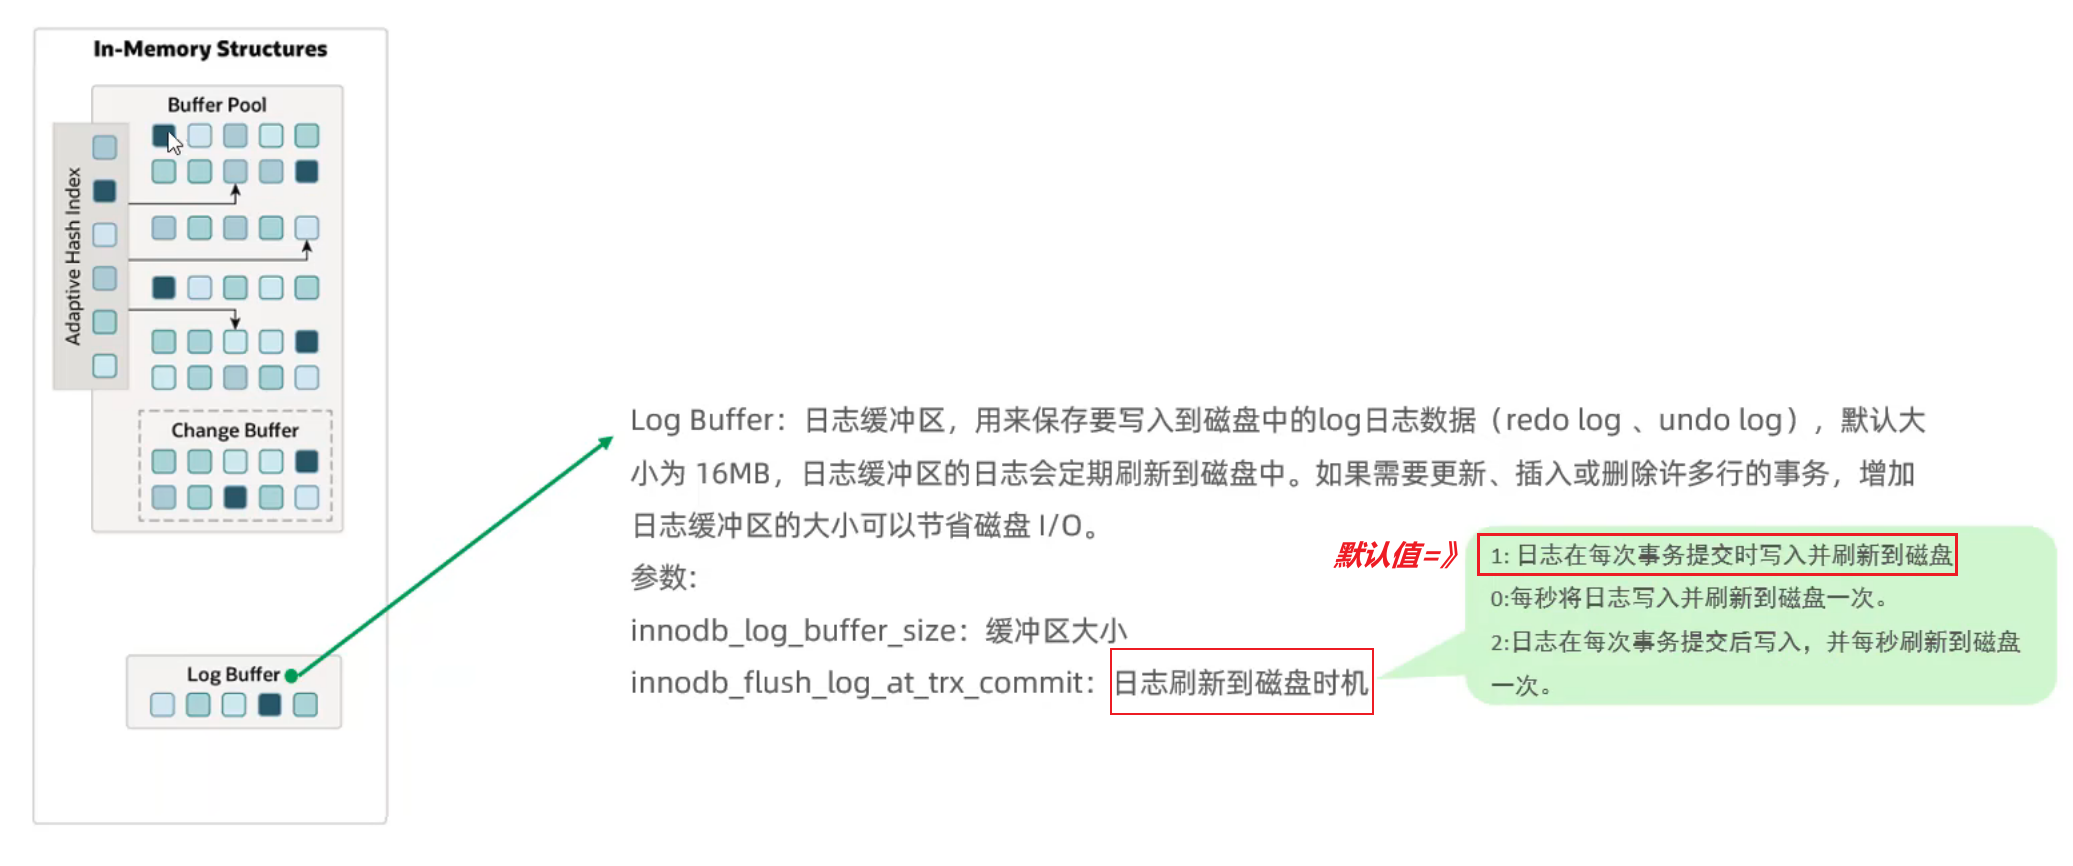 In-Memory Structures
Buffer Pool
Adaptive Hash Index
Change Buffer
Log Buffer
Log Buffer：日志缓冲区，用来保存要写入到磁盘中的log日志数据（redo log 、undo log），默认大
小为 16MB，日志缓冲区的日志会定期刷新到磁盘中。如果需要更新、插入或删除许多行的事务，增加
日志缓冲区的大小可以节省磁盘 I/O。
参数:
innodb_log_buffer_size：缓冲区大小
innodb_flush_log_at_trx_commit：日志刷新到磁盘时机
默认值=》
1: 日志在每次事务提交时写入并刷新到磁盘
0:每秒将日志写入并刷新到磁盘一次。
2:日志在每次事务提交后写入，并每秒刷新到磁盘
一次。